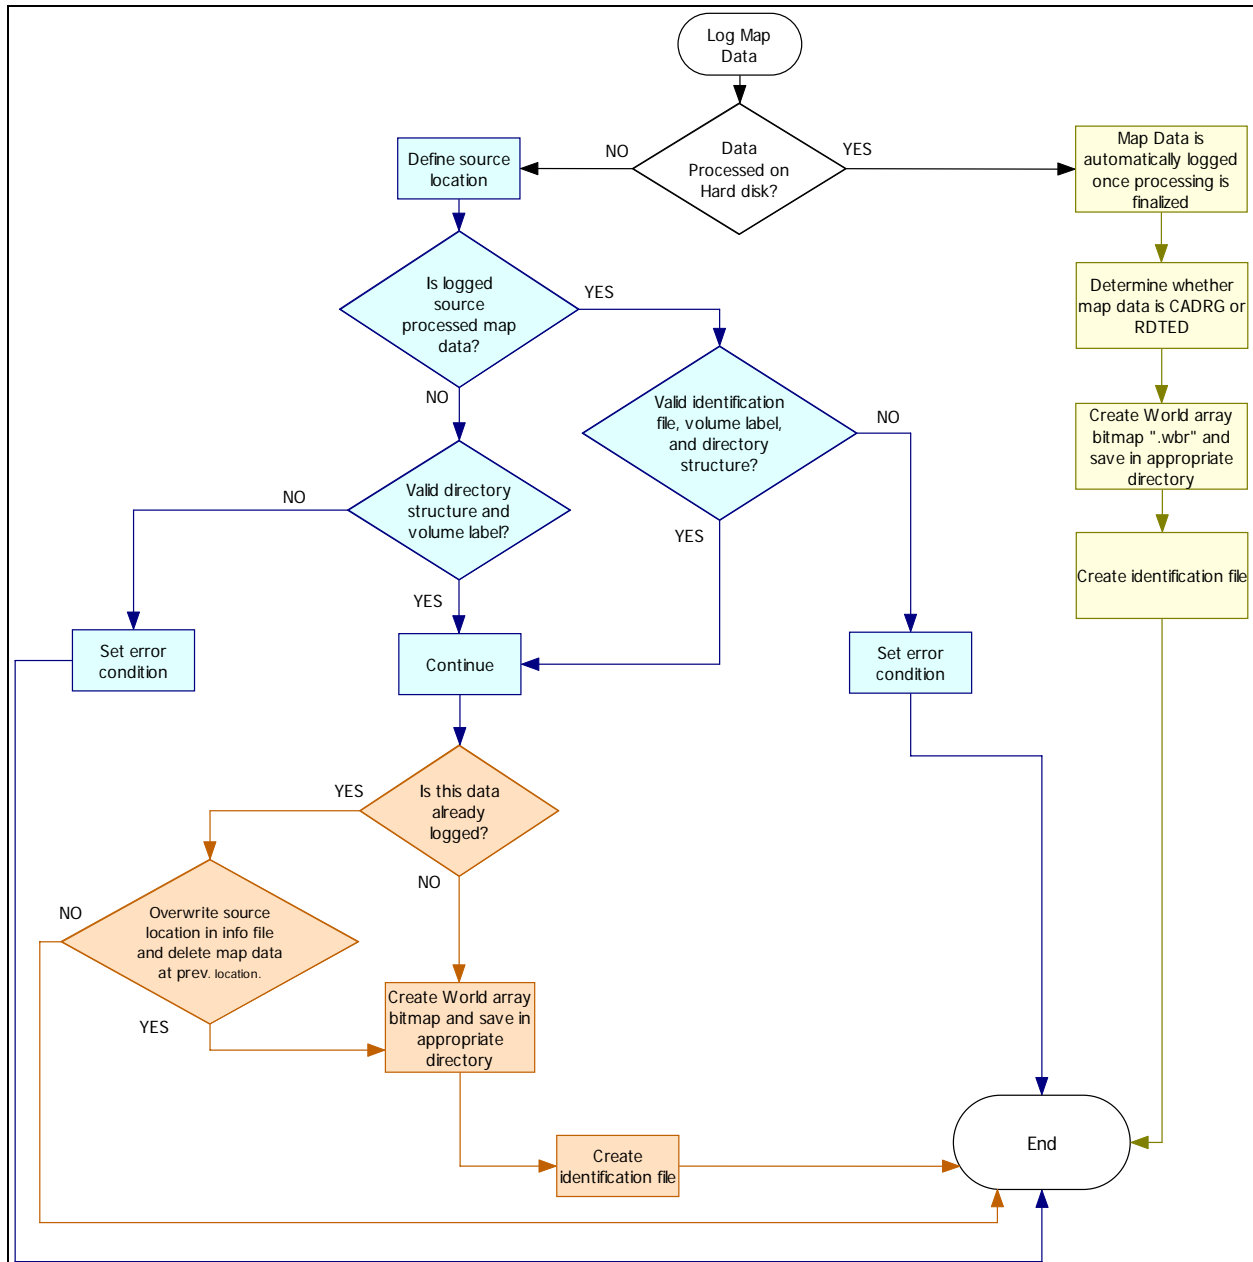 Log Map
Data
Data
Processed on
Hard disk?
NO
YES
Define source
location
Map Data is
automatically logged
once processing is
finalized
Is logged
source
processed map
data?
YES
NO
Determine whether
map data is CADRG or
RDTED
Valid identification
file, volume label,
and directory
structure?
NO
YES
Create World array
bitmap ".wbr" and
save in appropriate
directory
Valid directory
structure and
volume label?
NO
YES
Create identification file
Set error
condition
Continue
Set error
condition
Is this data
already
logged?
YES
NO
Overwrite source
location in info file
and delete map data
at prev. location.
NO
YES
Create World array
bitmap and save in
appropriate
directory
Create
identification file
End